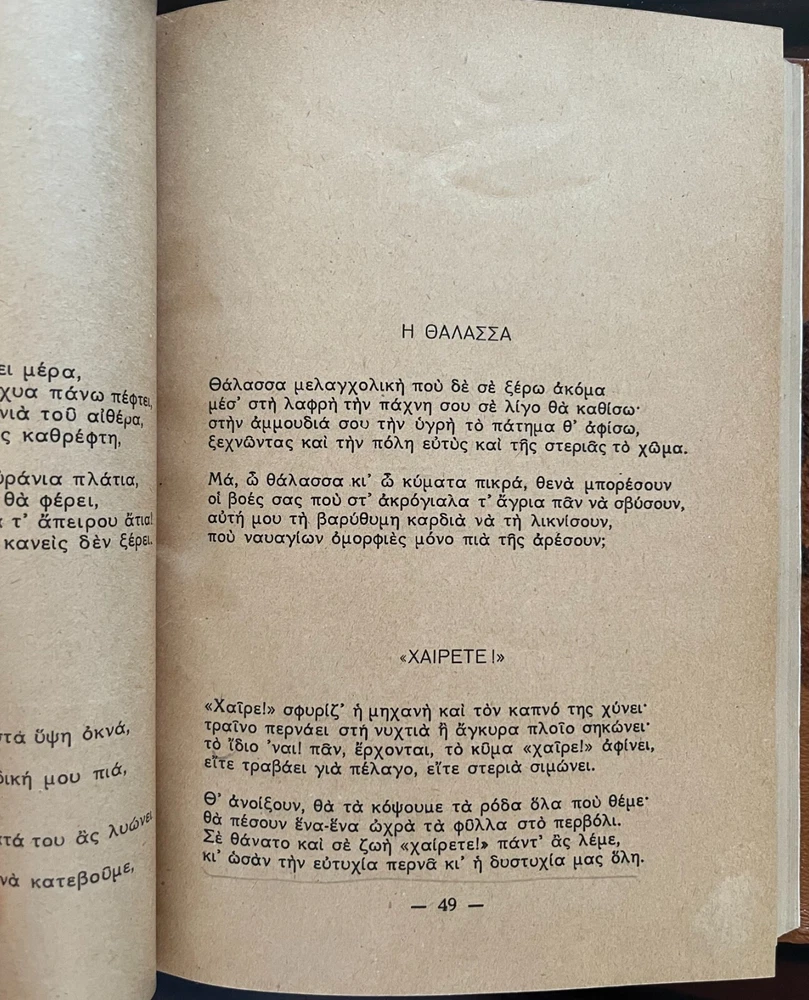 ει μέρα,
χυα πάνω πέφτει,
νιὰ τοῦ αἰθέρα,
ς καθρέφτη,
ὐράνια πλάτια,
θὰ φέρει,
τ’ ἄπειρου ἄτια!
κανεὶς δὲν ξέρει.
στὰ ὕψη ὀκνά,
δική μου πιά,
τά του ἂς λυώνει
νὰ κατεβοῦμε,
Η ΘΑΛΑΣΣΑ
Θάλασσα μελαγχολικὴ ποὺ δὲ σὲ ξέρω ἀκόμα
μέσ’ στὴ λαφρὴ τὴν πάχνη σου σὲ λίγο θὰ καθίσω·
στὴν ἀμμουδιά σου τὴν ὑγρὴ τὸ πάτημα θ’ ἀφίσω,
ξεχνῶντας καὶ τὴν πόλη εὐτὺς καὶ τῆς στεριᾶς τὸ χῶμα.
Μά, ὦ θάλασσα κι’ ὦ κύματα πικρά, θενὰ μπορέσουν
οἱ βοές σας ποὺ στ’ ἀκρόγιαλα τ’ ἄγρια πᾶν νὰ σβύσουν,
αὐτή μου τὴ βαρύθυμη καρδιὰ νὰ τὴ λικνίσουν,
ποὺ ναυαγίων ὀμορφιὲς μόνο πιὰ τῆς ἀρέσουν;
«ΧΑΙΡΕΤΕ!»
«Χαῖρε!» σφυρίζ’ ἡ μηχανὴ καὶ τὸν καπνό της χύνει·
τραῖνο περνάει στὴ νυχτιὰ ἢ ἄγκυρα πλοῖο σηκώνει·
τὸ ἴδιο ’ναι! πᾶν, ἔρχονται, τὸ κῦμα «χαῖρε!» ἀφίνει,
εἴτε τραβάει γιὰ πέλαγο, εἴτε στεριὰ σιμώνει.
Θ’ ἀνοίξουν, θὰ τὰ κόψουμε τὰ ρόδα ὅλα ποὺ θέμε·
θὰ πέσουν ἕνα-ἕνα ὠχρὰ τὰ φῦλλα στὸ περβόλι.
Σὲ θάνατο καὶ σὲ ζωὴ «χαίρετε!» πάντ’ ἂς λέμε,
κι’ ὡσὰν τὴν εὐτυχία περνᾶ κι’ ἡ δυστυχία μας ὅλη.
— 49 —